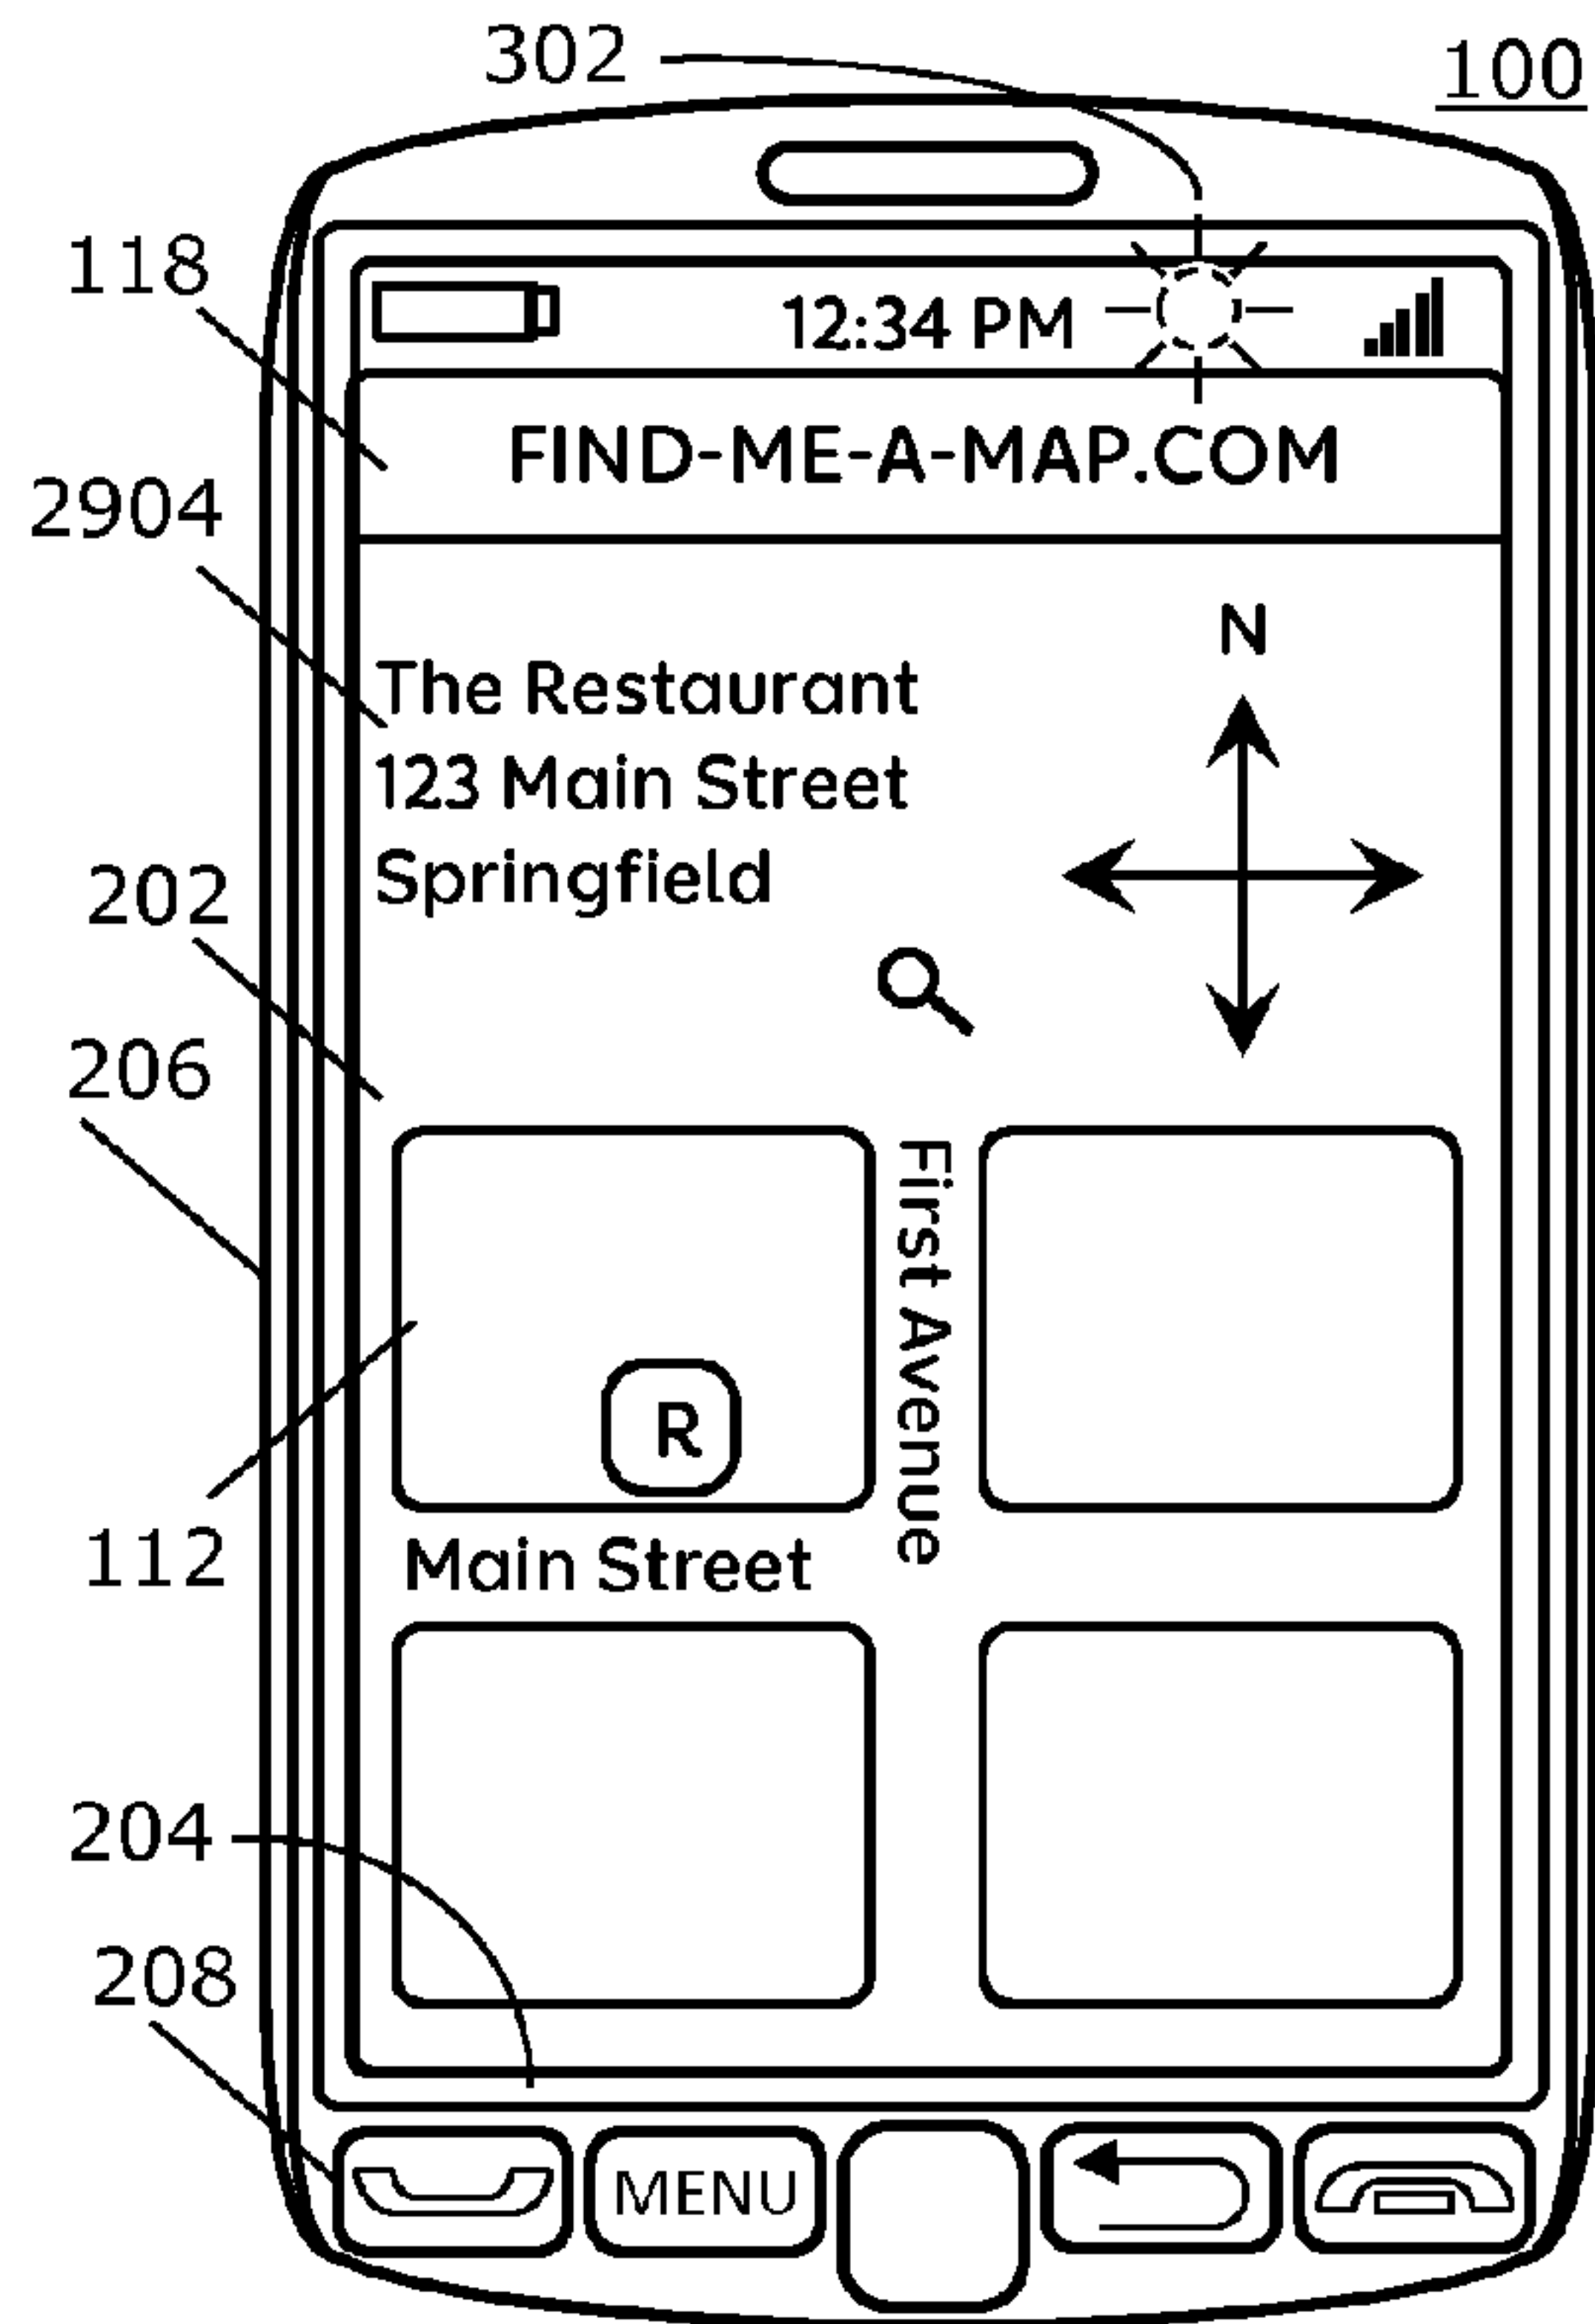 302
100
118
12:34 PM
FIND-ME-A-MAP.COM
2904
N
The Restaurant
123 Main Street
Springfield
202
206
First Avenue
R
112
Main Street
204
208
MENU